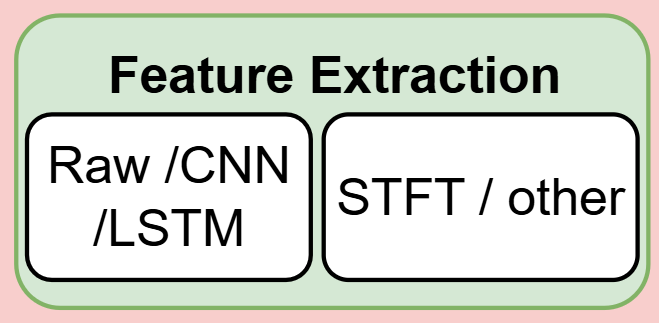 Feature Extraction
Raw /CNN
/LSTM
STFT / other